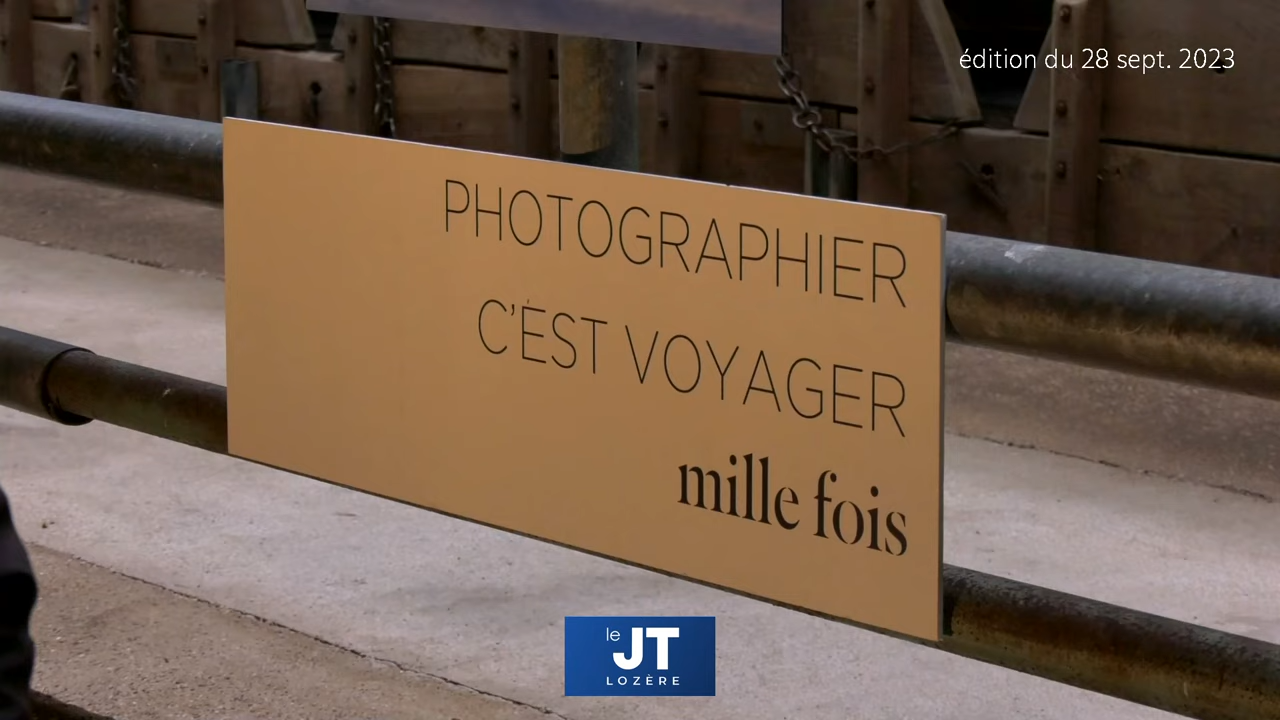 édition du 28 sept. 2023
PHOTOGRAPHIER
C'EST VOYAGER
mille fois
le JT
LOZÈRE